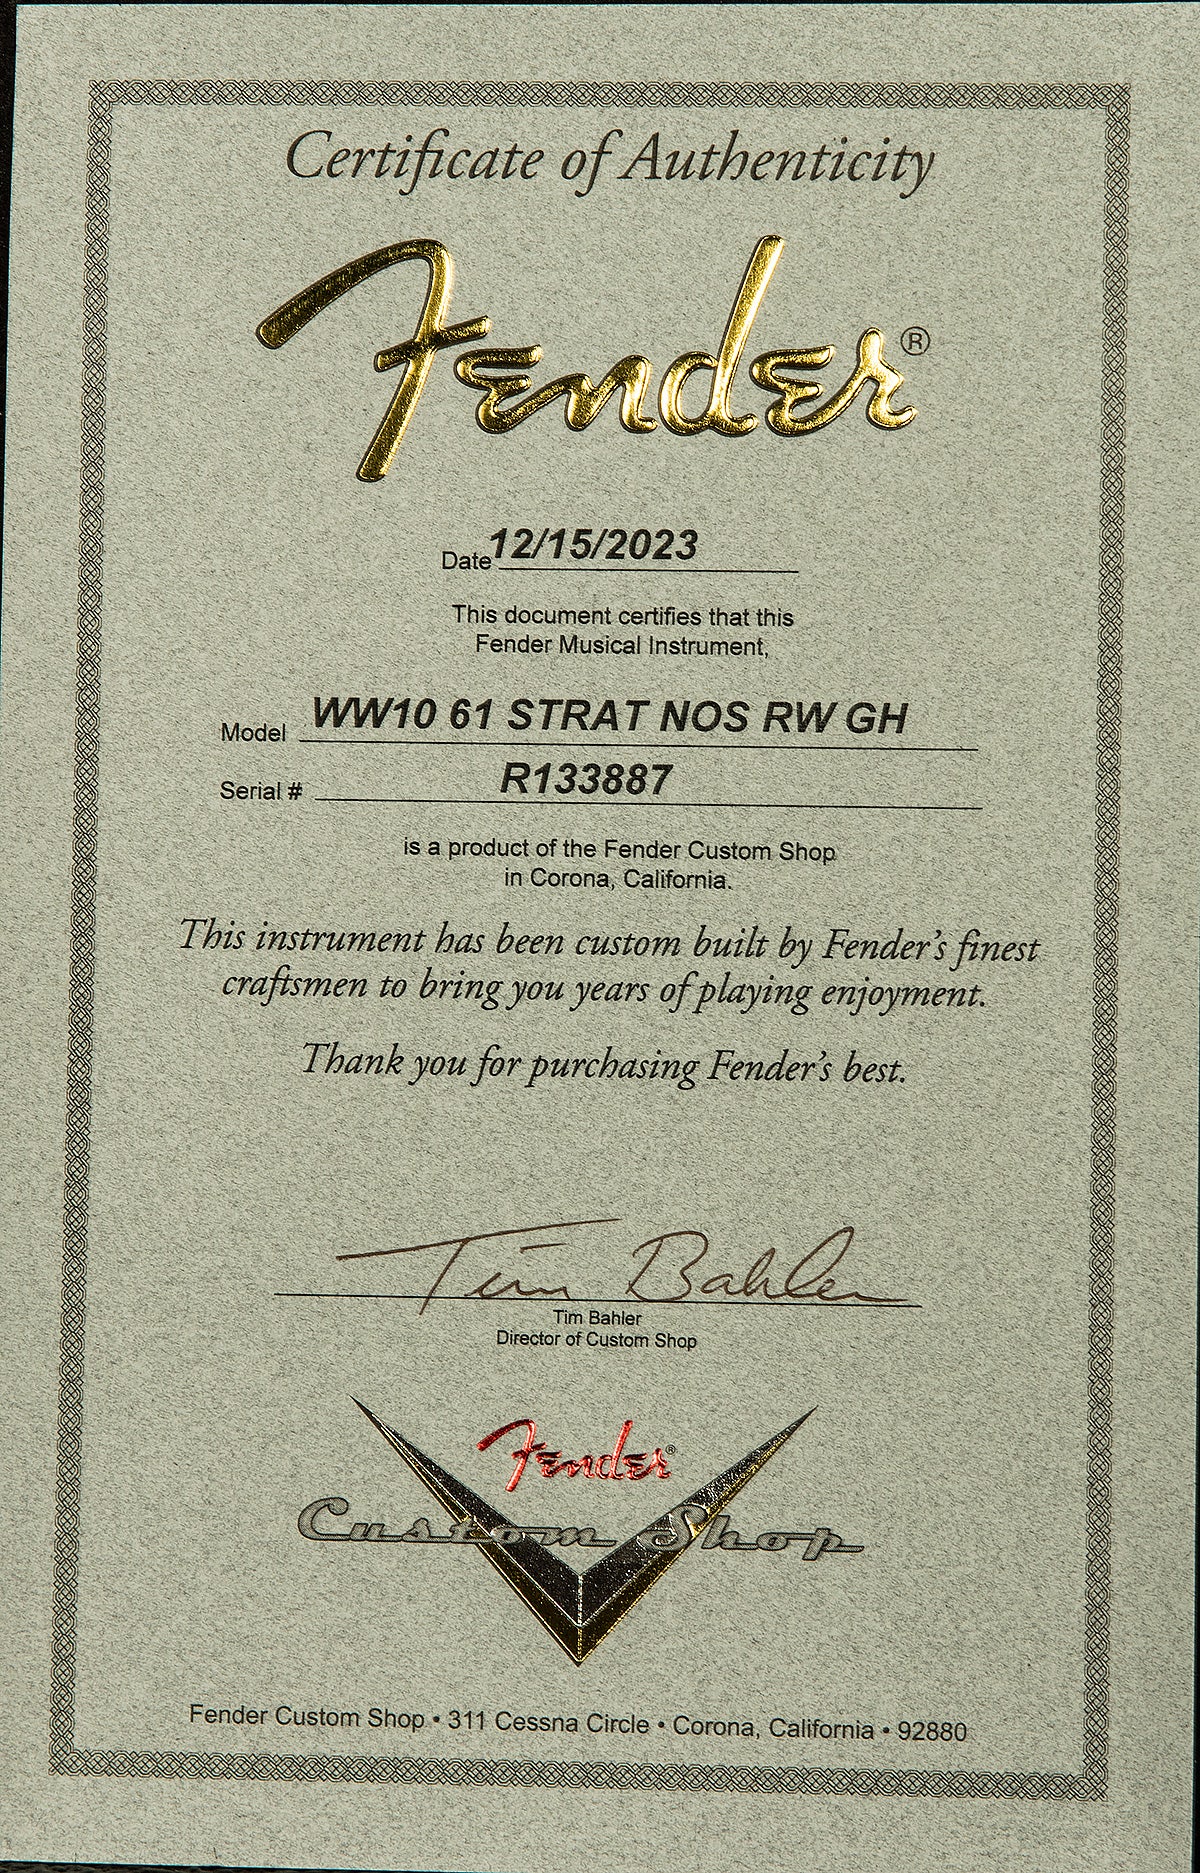 Certificate of Authenticity
Fender®
Date 12/15/2023
This document certifies that this
Fender Musical Instrument,
Model WW10 61 STRAT NOS RW GH
Serial # R133887
is a product of the Fender Custom Shop
in Corona, California.
This instrument has been custom built by Fender's finest
craftsmen to bring you years of playing enjoyment.
Thank you for purchasing Fender's best.
Tim Bahler
Tim Bahler
Director of Custom Shop
Fender®
Custom Shop
Fender Custom Shop • 311 Cessna Circle • Corona, California • 92880